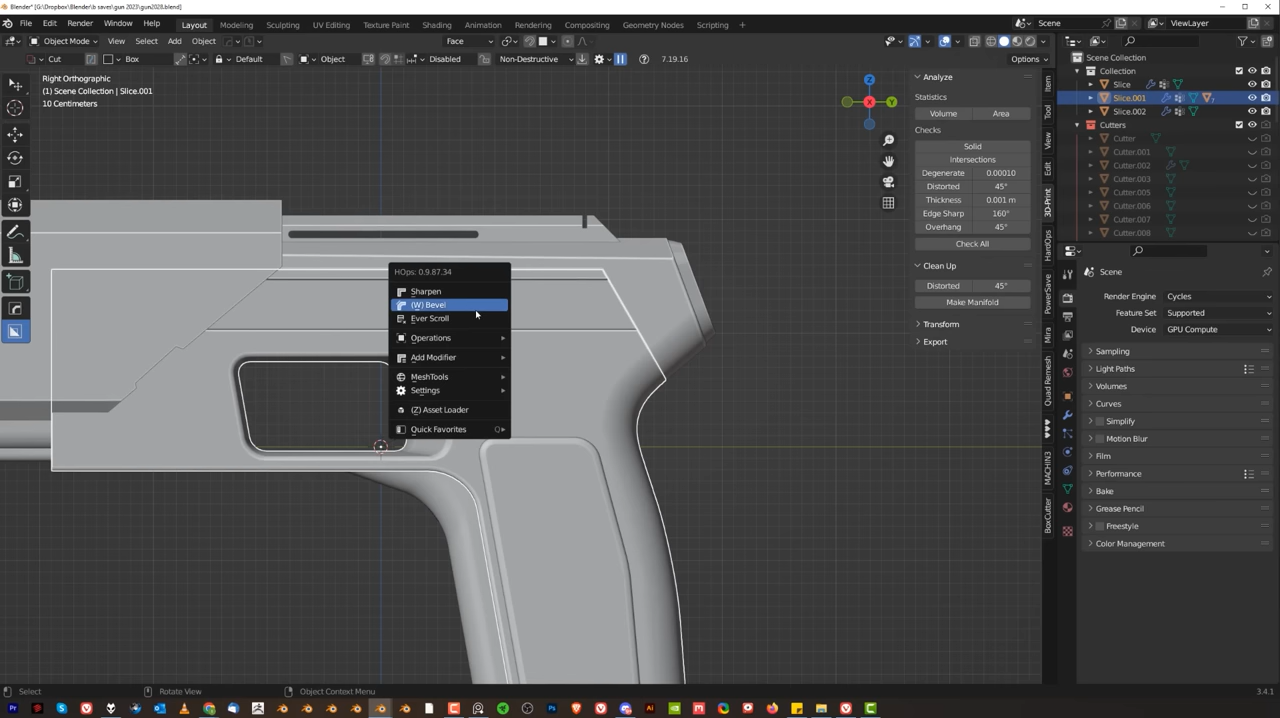 Blender* [G:\Dropbox\Blender\b saves\gun 2023\gun2028.blend]
File Edit Render Window Help Layout Modeling Sculpting UV Editing Texture Paint Shading Animation Rendering Compositing Geometry Nodes Scripting + Scene ViewLayer
Object Mode View Select Add Object Face
Cut Box Default Object Disabled Non-Destructive 7.19.16 Options
Right Orthographic
(1) Scene Collection | Slice.001
10 Centimeters
Z
X
Y
HOps: 0.9.87.34
Sharpen
(W) Bevel
Ever Scroll
Operations
Add Modifier
MeshTools
Settings
(Z) Asset Loader
Quick Favorites Q
Analyze
Statistics
Volume Area
Checks
Solid
Intersections
Degenerate 0.00010
Distorted 45°
Thickness 0.001 m
Edge Sharp 160°
Overhang 45°
Check All
Clean Up
Distorted 45°
Make Manifold
Transform
Export
Item
Tool
View
Edit
3D-Print
HardOps
PowerSave
Mira
Quad Remesh
♥♥♥
MACHIN3
BoxCutter
Scene Collection
Collection
Slice
Slice.001 7
Slice.002
Cutters
Cutter
Cutter.001
Cutter.002
Cutter.003
Cutter.005
Cutter.006
Cutter.007
Cutter.008
Scene
Render Engine Cycles
Feature Set Supported
Device GPU Compute
Sampling
Light Paths
Volumes
Curves
Simplify
Motion Blur
Film
Performance
Bake
Grease Pencil
Freestyle
Color Management
Select Rotate View Object Context Menu 3.4.1